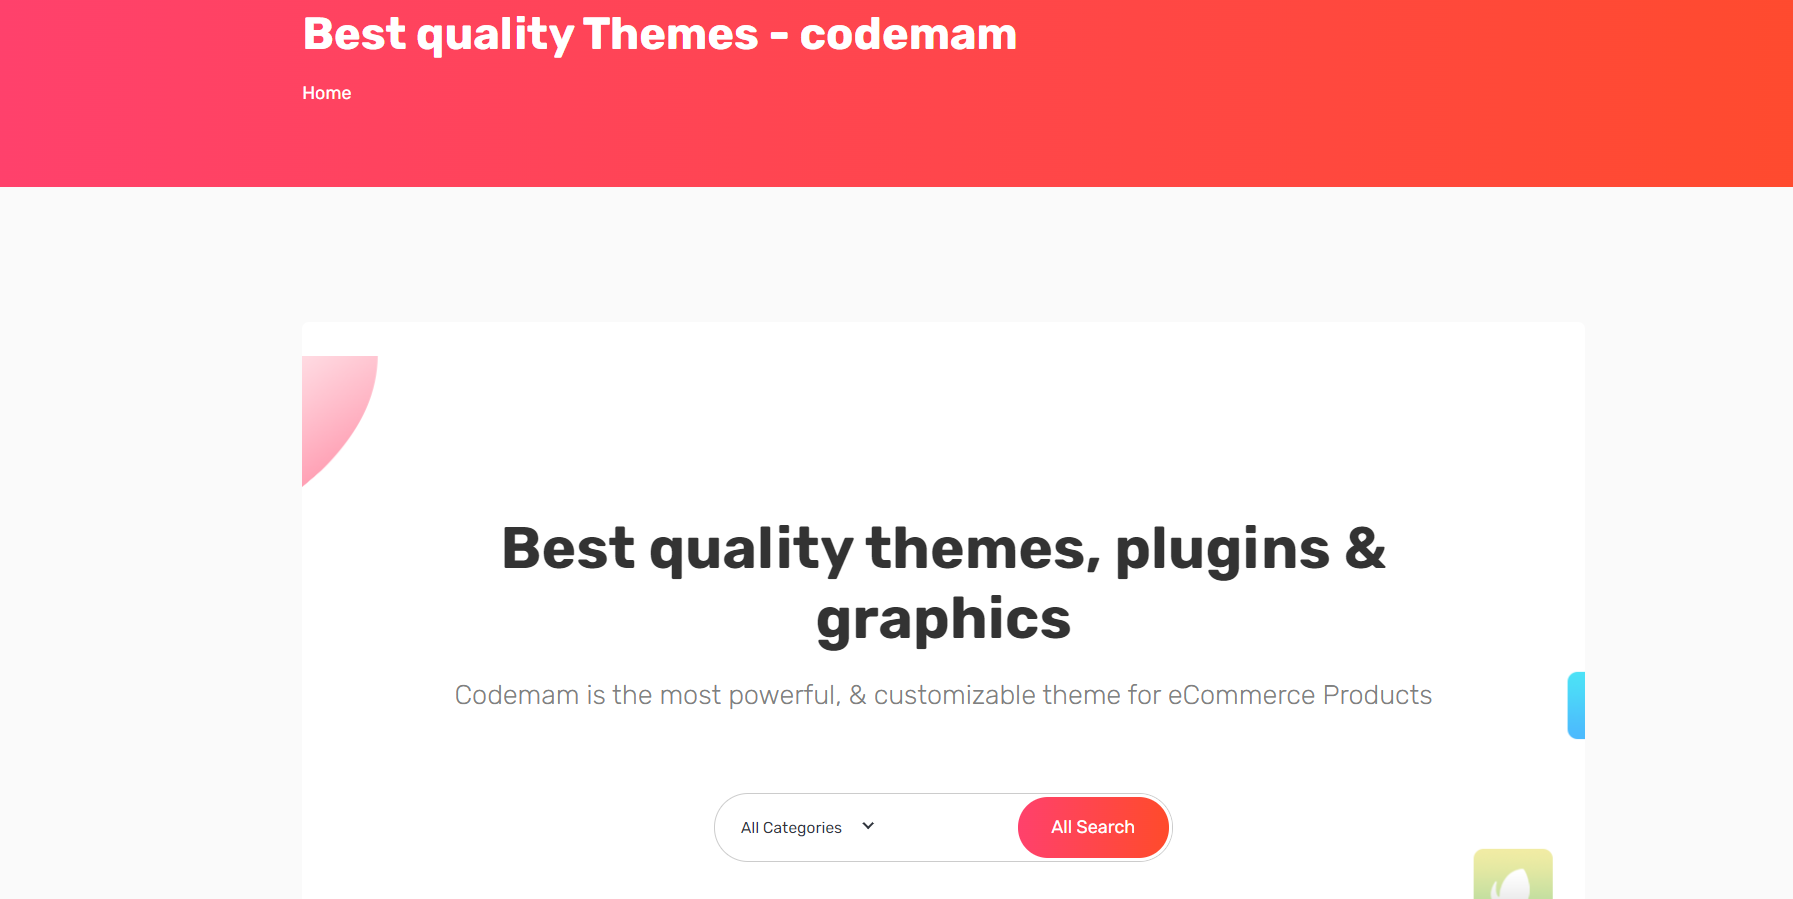 Best quality Themes - codemam
Home
Best quality themes, plugins &
graphics
Codemam is the most powerful, & customizable theme for eCommerce Products
All Categories
All Search